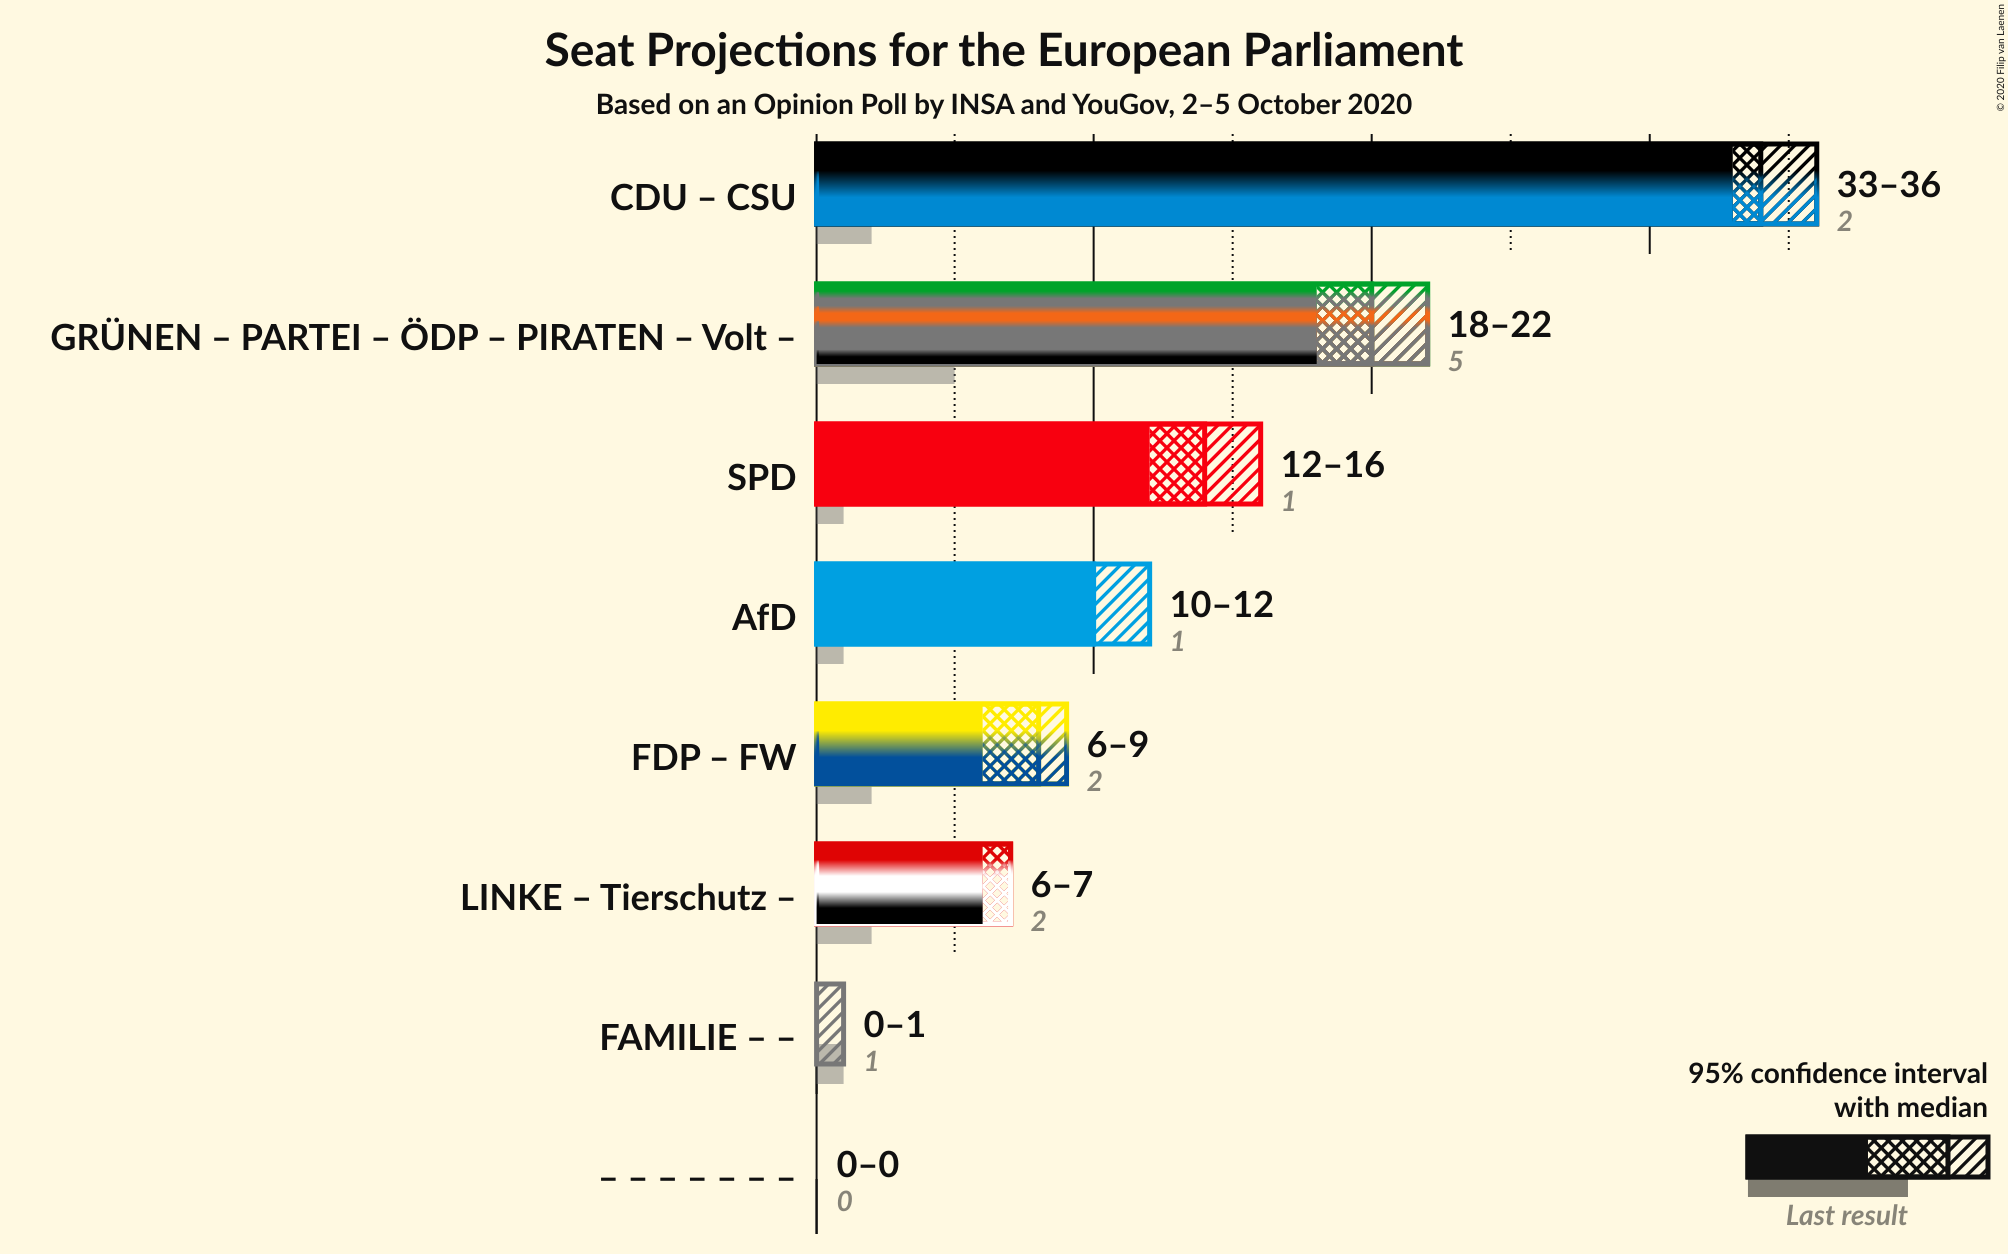 Seat Projections for the European Parliament
Based on an Opinion Poll by INSA and YouGov, 2–5 October 2020
© 2020 Filip van Laenen
CDU – CSU
33–36
2
GRÜNEN – PARTEI – ÖDP – PIRATEN – Volt –
18–22
5
SPD
12–16
1
AfD
10–12
1
FDP – FW
6–9
2
LINKE – Tierschutz –
6–7
2
FAMILIE – –
0–1
1
– – – – – – –
0–0
0
95% confidence interval
with median
Last result